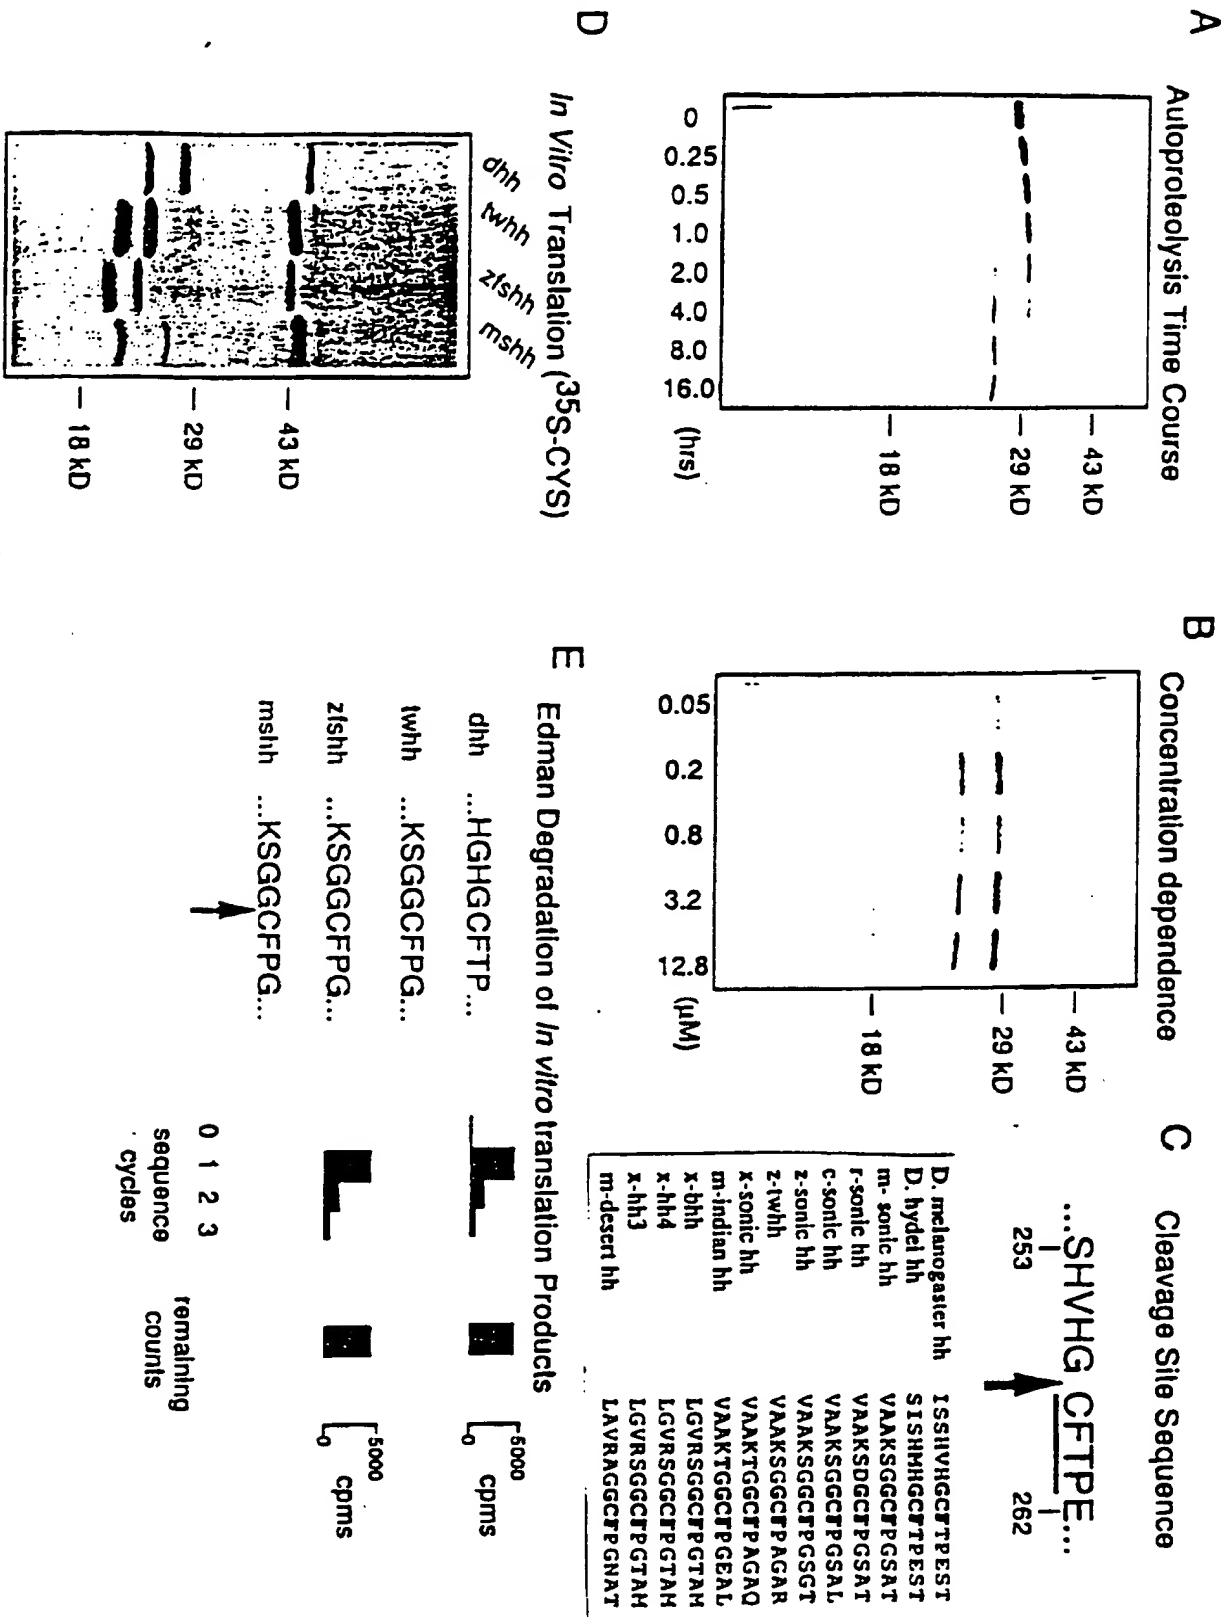 A
Autoproteolysis Time Course
0
0.25
0.5
1.0
2.0
4.0
8.0
16.0
(hrs)
43 kD
29 kD
18 kD
B
Concentration dependence
0.05
0.2
0.8
3.2
12.8
(μM)
43 kD
29 kD
18 kD
C
Cleavage Site Sequence
...SHVHG CFTPE...
253 262
D. melanogaster hh ISSHVHGCFTPEST
D. hydei hh SISHMHGCFTPEST
m- sonic hh VAAKSGGCFPGSAT
r-sonic hh VAAKSDGCFPGSAT
c-sonic hh VAAKSGGCFPGSAL
z-sonic hh VAAKSGGCFPGSGT
z-twhh VAAKSGGCFPAGAR
x-sonic hh VAAKTGGCFPAGAQ
m-indian hh VAAKTGGCFPGEAL
x-bhh LGVRSGGCFPGTAM
x-hh4 LGVRSGGCFPGTAM
x-hh3 LGVRSGGCFPGTAM
m-desert hh LAVRAGGCFPGNAT
D
In Vitro Translation (35S-CYS)
dhh
twhh
zfshh
mshh
43 kD
29 kD
18 kD
E
Edman Degradation of In vitro translation Products
dhh ...HGHGCFTP...
twhh ...KSGGCFPG...
zfshh ...KSGGCFPG...
mshh ...KSGGCFPG...
5000
0
cpms
5000
0
cpms
0 1 2 3
sequence
cycles
remaining
counts